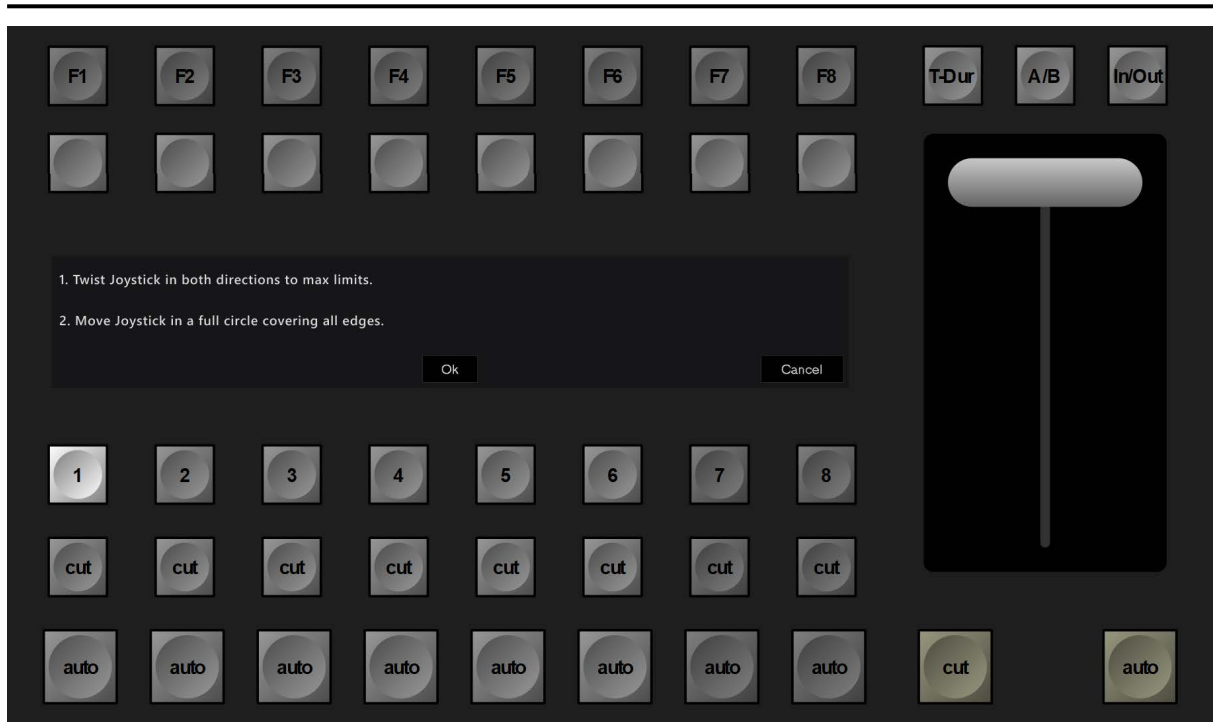 F1 F2 F3 F4 F5 F6 F7 F8 T-Dur A/B In/Out
1. Twist Joystick in both directions to max limits.
2. Move Joystick in a full circle covering all edges.
Ok Cancel
1 2 3 4 5 6 7 8
cut cut cut cut cut cut cut cut
auto auto auto auto auto auto auto auto cut auto